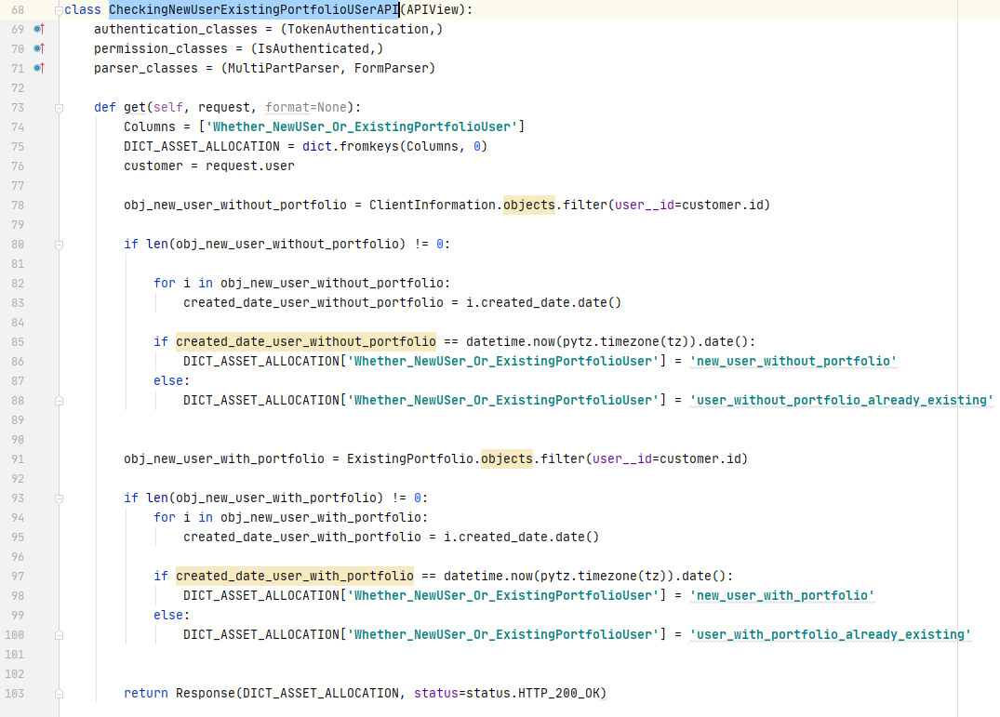 68 class CheckingNewUserExistingPortfolioUSerAPI(APIView):
69 authentication_classes = (TokenAuthentication,)
70 permission_classes = (IsAuthenticated,)
71 parser_classes = (MultiPartParser, FormParser)
72
73 def get(self, request, format=None):
74 Columns = ['Whether_NewUSer_Or_ExistingPortfolioUser']
75 DICT_ASSET_ALLOCATION = dict.fromkeys(Columns, 0)
76 customer = request.user
77
78 obj_new_user_without_portfolio = ClientInformation.objects.filter(user__id=customer.id)
79
80 if len(obj_new_user_without_portfolio) != 0:
81
82 for i in obj_new_user_without_portfolio:
83 created_date_user_without_portfolio = i.created_date.date()
84
85 if created_date_user_without_portfolio == datetime.now(pytz.timezone(tz)).date():
86 DICT_ASSET_ALLOCATION['Whether_NewUSer_Or_ExistingPortfolioUser'] = 'new_user_without_portfolio'
87 else:
88 DICT_ASSET_ALLOCATION['Whether_NewUSer_Or_ExistingPortfolioUser'] = 'user_without_portfolio_already_existing'
89
90
91 obj_new_user_with_portfolio = ExistingPortfolio.objects.filter(user__id=customer.id)
92
93 if len(obj_new_user_with_portfolio) != 0:
94 for i in obj_new_user_with_portfolio:
95 created_date_user_with_portfolio = i.created_date.date()
96
97 if created_date_user_with_portfolio == datetime.now(pytz.timezone(tz)).date():
98 DICT_ASSET_ALLOCATION['Whether_NewUSer_Or_ExistingPortfolioUser'] = 'new_user_with_portfolio'
99 else:
100 DICT_ASSET_ALLOCATION['Whether_NewUSer_Or_ExistingPortfolioUser'] = 'user_with_portfolio_already_existing'
101
102
103 return Response(DICT_ASSET_ALLOCATION, status=status.HTTP_200_OK)